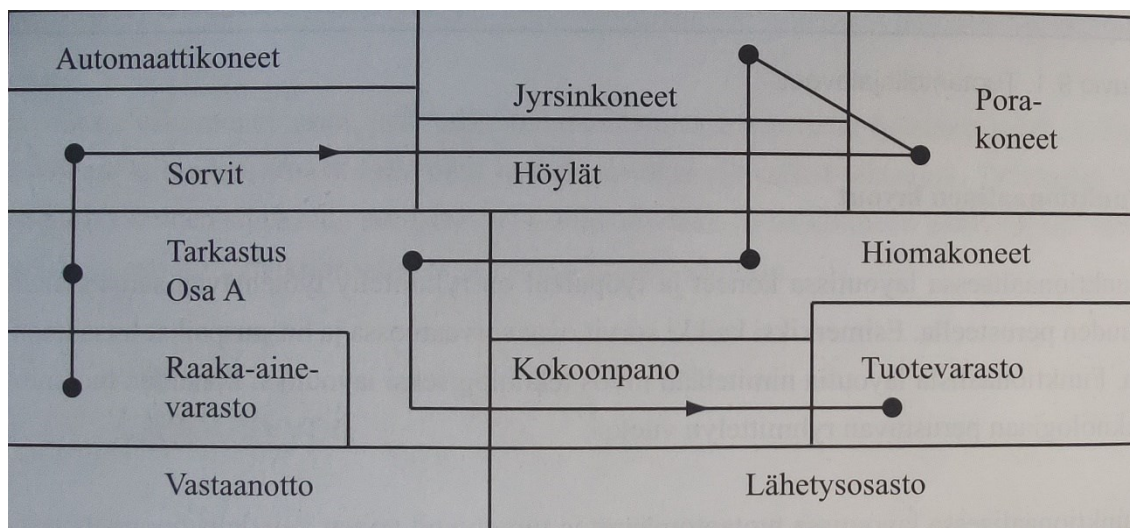 Automaattikoneet
Jyrsinkoneet
Pora-
koneet
Sorvit
Höylät
Tarkastus
Osa A
Hiomakoneet
Raaka-aine-
varasto
Kokoonpano
Tuotevarasto
Vastaanotto
Lähetysosasto